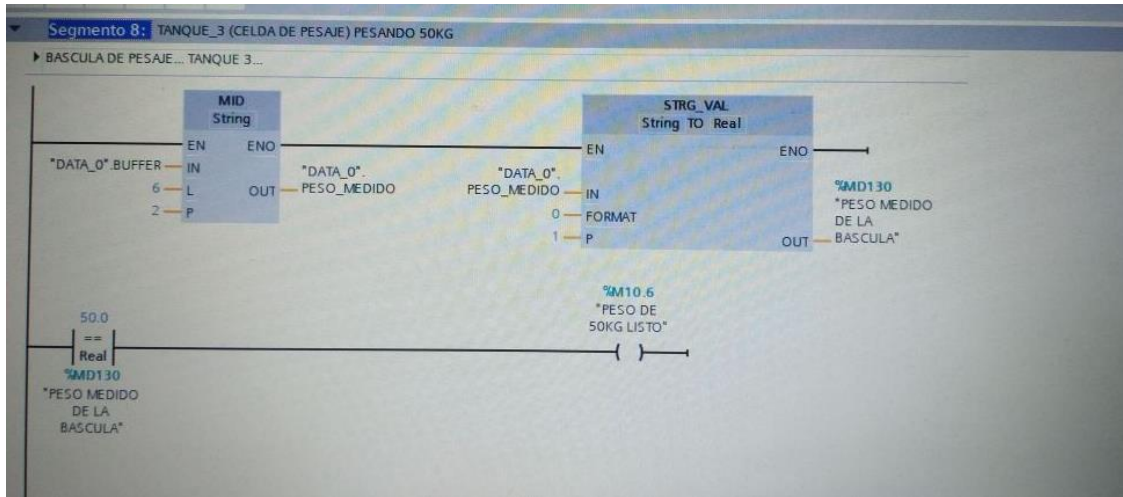 Segmento 8: TANQUE_3 (CELDA DE PESAJE) PESANDO 50KG
BASCULA DE PESAJE... TANQUE 3...
MID
String
EN ENO
"DATA_0".BUFFER IN
6 L
2 P
OUT
"DATA_0".
PESO_MEDIDO
STRG_VAL
String TO Real
EN ENO
"DATA_0".
PESO_MEDIDO IN
0 FORMAT
1 P
OUT
%MD130
"PESO MEDIDO
DE LA
BASCULA"
50.0
==
Real
%MD130
"PESO MEDIDO
DE LA
BASCULA"
%M10.6
"PESO DE
50KG LISTO"